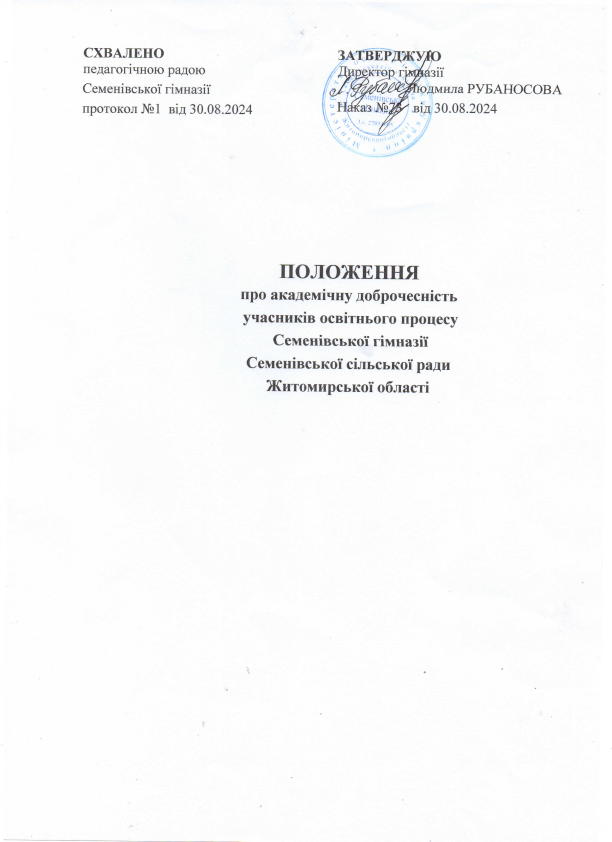 СХВАЛЕНО
педагогічною радою
Семенівської гімназії
протокол №1 від 30.08.2024
ЗАТВЕРДЖУЮ
Директор гімназії
Людмила РУБАНОСОВА
Наказ від 30.08.2024
ПОЛОЖЕННЯ
про академічну доброчесність
учасників освітнього процесу
Семенівської гімназії
Семенівської сільської ради
Житомирської області